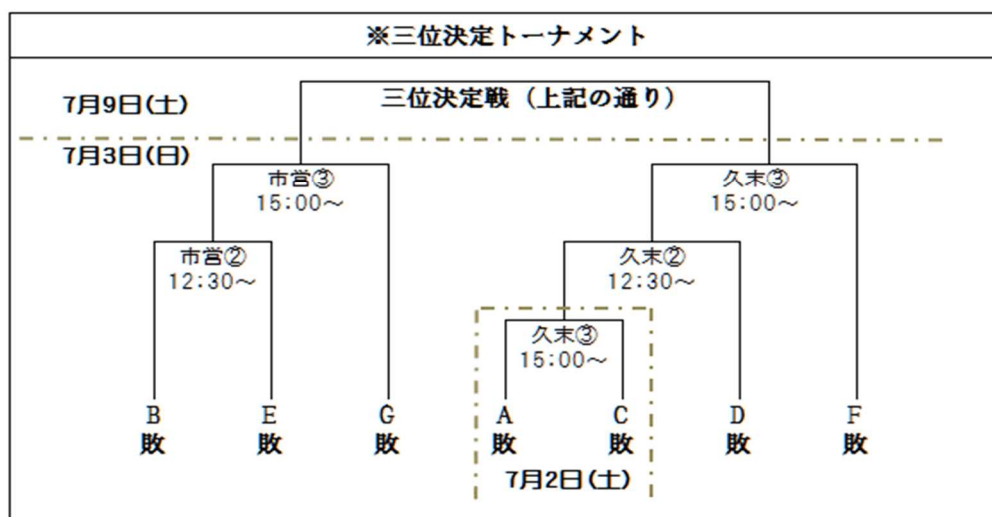 ※三位決定トーナメント
7月9日(土)
三位決定戦（上記の通り）
7月3日(日)
市営③
15:00～
久末③
15:00～
市営②
12:30～
久末②
12:30～
久末③
15:00～
B
敗
E
敗
G
敗
A
敗
C
敗
D
敗
F
敗
7月2日(土)